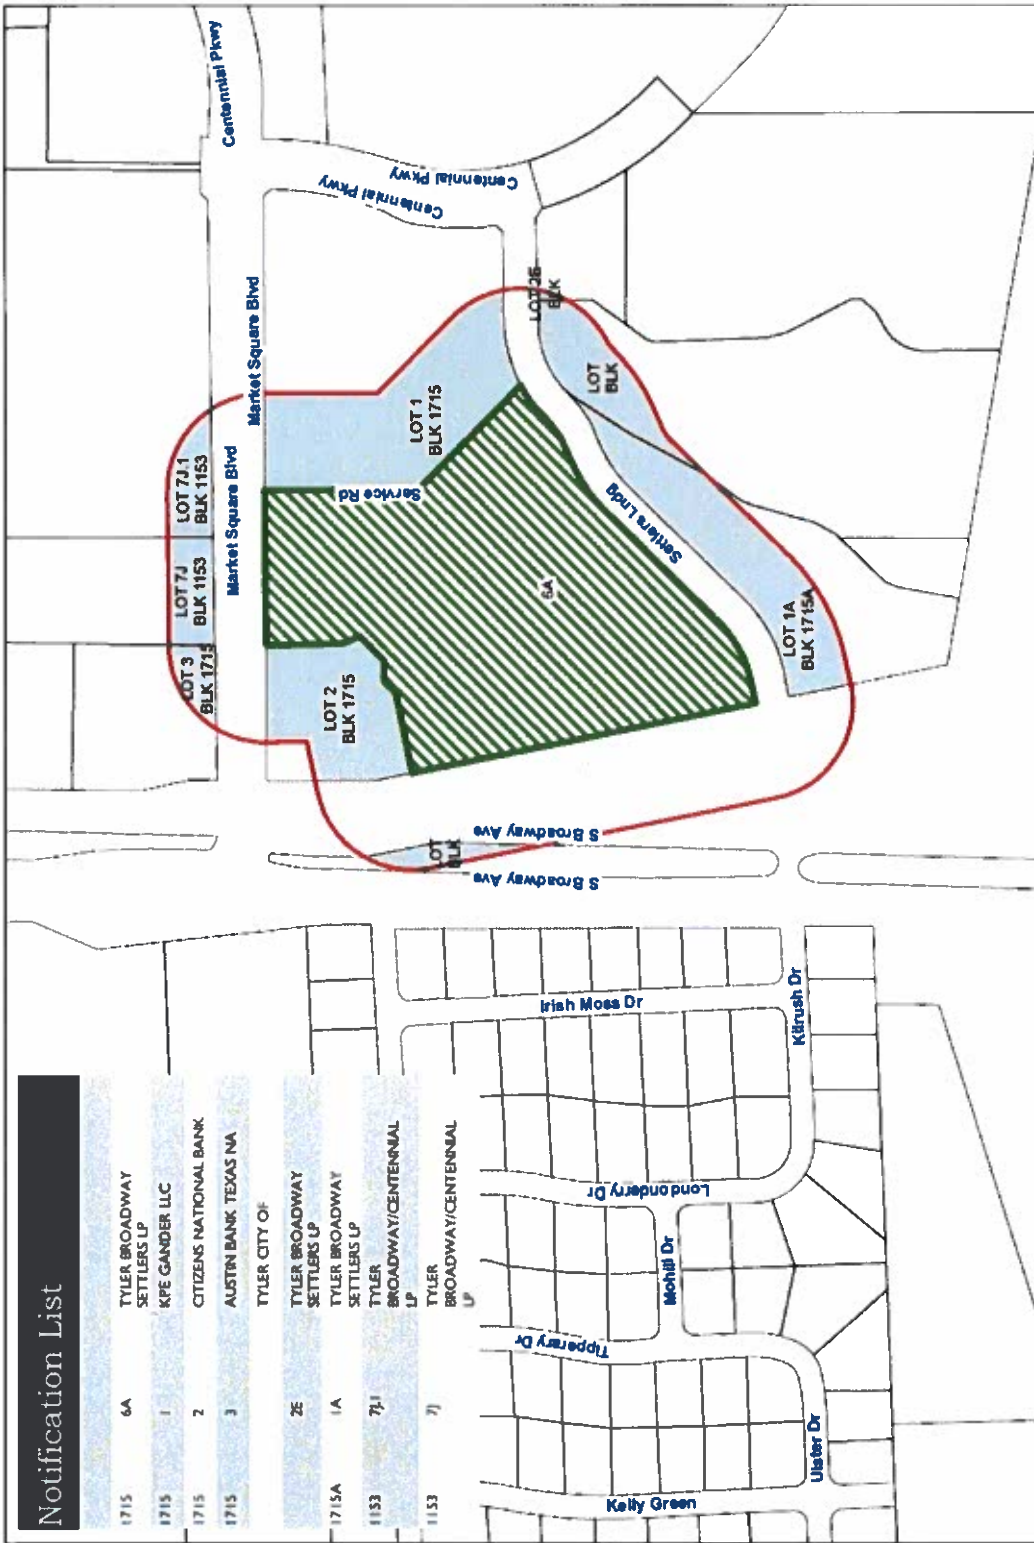 Notification List
1715 6A TYLER BROADWAY
SETTLERS LP
1715 1 KPE GANDER LLC
1715 2 CITIZENS NATIONAL BANK
1715 3 AUSTIN BANK TEXAS NA
TYLER CITY OF
2E TYLER BROADWAY
SETTLERS LP
1715A 1A TYLER BROADWAY
SETTLERS LP
1153 7J.1 TYLER
BROADWAY/CENTENNIAL
LP
1153 7J TYLER
BROADWAY/CENTENNIAL
LP
Centennial Pkwy
Centennial Pkwy
Centennial Pkwy
Market Square Blvd
Market Square Blvd
LOT 7J.1
BLK 1153
LOT 7J
BLK 1153
LOT 3
BLK 1715
LOT 1
BLK 1715
LOT 2
BLK 1715
Service Rd
6A
LOT 2E
BLK
LOT
BLK
Settlers Lndg
LOT 1A
BLK 1715A
LOT
BLK
S Broadway Ave
S Broadway Ave
Irish Moss Dr
Kilrush Dr
Londonderry Dr
Mohill Dr
Tipperary Dr
Ulster Dr
Kelly Green